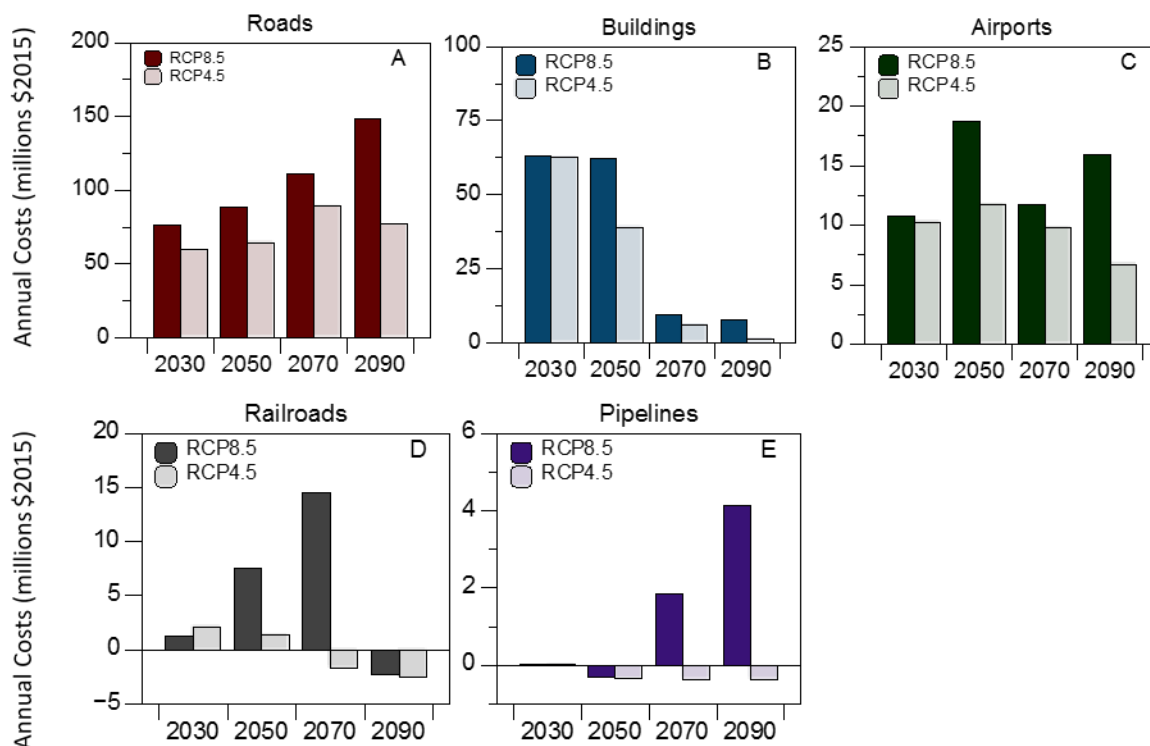 Roads
Buildings
Airports
Annual Costs (millions $2015)
200
150
100
50
0
RCP8.5
RCP4.5
A
2030 2050 2070 2090
100
75
50
25
0
RCP8.5
RCP4.5
B
2030 2050 2070 2090
25
20
15
10
5
0
RCP8.5
RCP4.5
C
2030 2050 2070 2090
Railroads
Pipelines
Annual Costs (millions $2015)
20
15
10
5
0
−5
RCP8.5
RCP4.5
D
2030 2050 2070 2090
6
4
2
0
RCP8.5
RCP4.5
E
2030 2050 2070 2090